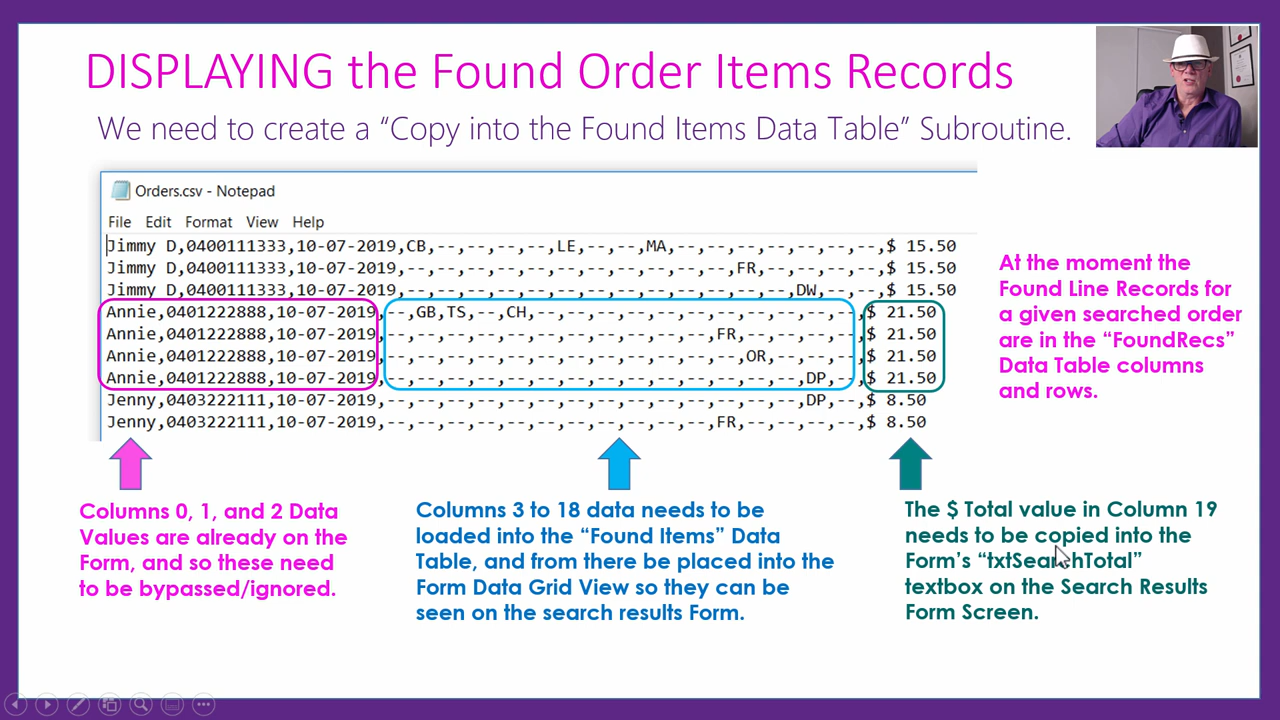 DISPLAYING the Found Order Items Records
We need to create a “Copy into the Found Items Data Table” Subroutine.
Orders.csv - Notepad
File Edit Format View Help
Jimmy D,0400111333,10-07-2019,CB,--,--,--,--,LE,--,--,MA,--,--,--,--,--,--,--,$ 15.50
Jimmy D,0400111333,10-07-2019,--,--,--,--,--,--,--,--,--,--,--,FR,--,--,--,--,$ 15.50
Jimmy D,0400111333,10-07-2019,--,--,--,--,--,--,--,--,--,--,--,--,--,DW,--,--,$ 15.50
Annie,0401222888,10-07-2019,--,GB,TS,--,CH,--,--,--,--,--,--,--,--,--,--,--,$ 21.50
Annie,0401222888,10-07-2019,--,--,--,--,--,--,--,--,--,--,--,FR,--,--,--,--,$ 21.50
Annie,0401222888,10-07-2019,--,--,--,--,--,--,--,--,--,--,--,--,OR,--,--,--,$ 21.50
Annie,0401222888,10-07-2019,--,--,--,--,--,--,--,--,--,--,--,--,--,--,DP,--,$ 21.50
Jenny,0403222111,10-07-2019,--,--,--,--,--,--,--,--,--,--,--,--,--,--,DP,--,$ 8.50
Jenny,0403222111,10-07-2019,--,--,--,--,--,--,--,--,--,--,--,FR,--,--,--,--,$ 8.50
At the moment the
Found Line Records for
a given searched order
are in the “FoundRecs”
Data Table columns
and rows.
Columns 0, 1, and 2 Data
Values are already on the
Form, and so these need
to be bypassed/ignored.
Columns 3 to 18 data needs to be
loaded into the “Found Items” Data
Table, and from there be placed into the
Form Data Grid View so they can be
seen on the search results Form.
The $ Total value in Column 19
needs to be copied into the
Form’s “txtSearchTotal”
textbox on the Search Results
Form Screen.